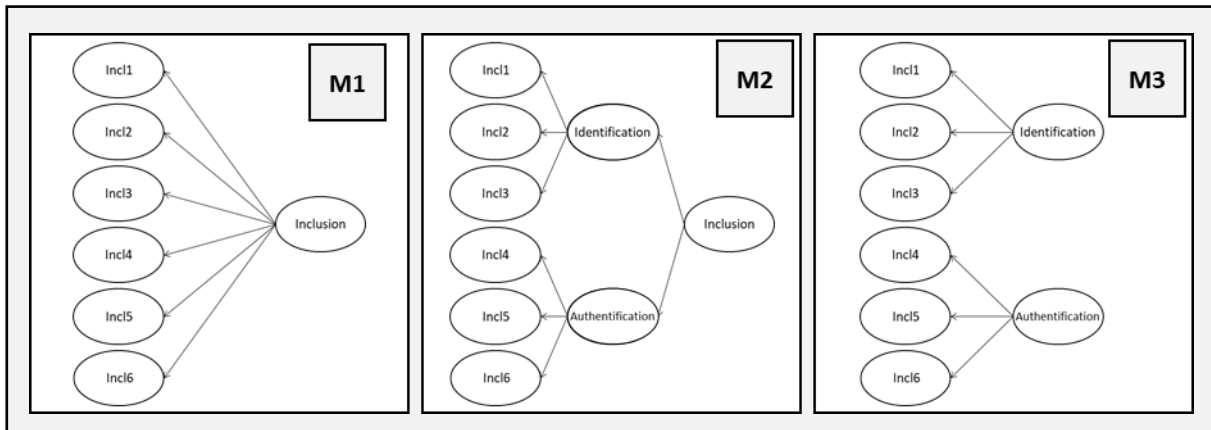 M1
Incl1
Incl2
Incl3
Incl4
Incl5
Incl6
Inclusion
M2
Incl1
Incl2
Incl3
Incl4
Incl5
Incl6
Identification
Authentification
Inclusion
M3
Incl1
Incl2
Incl3
Incl4
Incl5
Incl6
Identification
Authentification